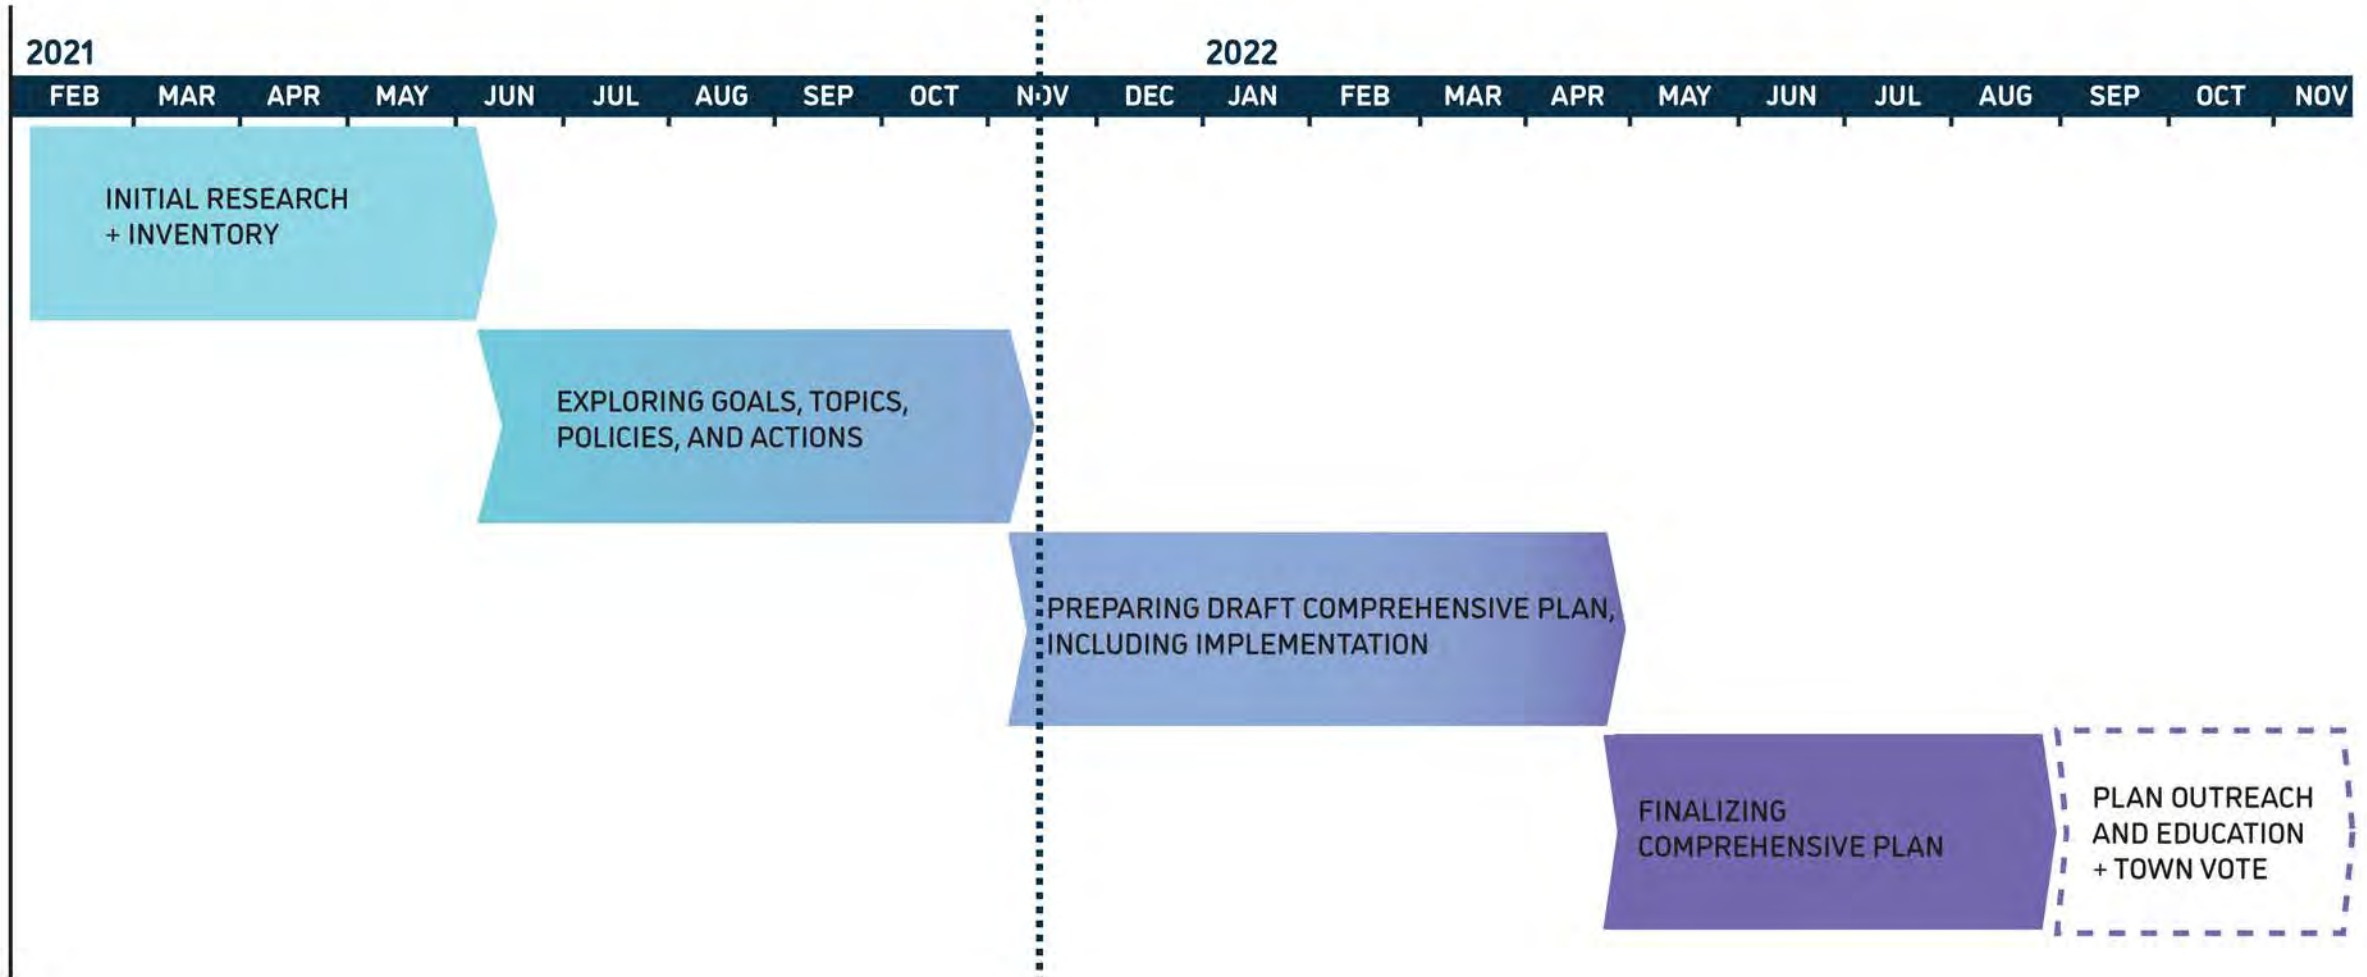 2021
2022
FEB MAR APR MAY JUN JUL AUG SEP OCT NOV DEC JAN FEB MAR APR MAY JUN JUL AUG SEP OCT NOV
INITIAL RESEARCH
+ INVENTORY
EXPLORING GOALS, TOPICS,
POLICIES, AND ACTIONS
PREPARING DRAFT COMPREHENSIVE PLAN,
INCLUDING IMPLEMENTATION
FINALIZING
COMPREHENSIVE PLAN
PLAN OUTREACH
AND EDUCATION
+ TOWN VOTE